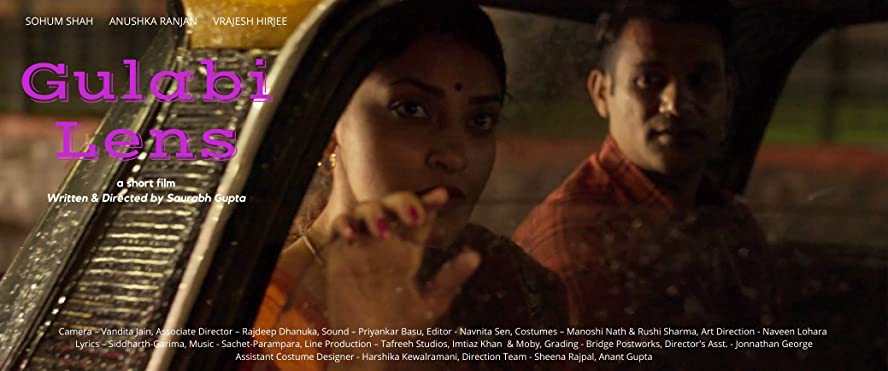 SOHUM SHAH ANUSHKA RANJAN VRAJESH HIRJEE
Gulabi
Lens
a short film
Written & Directed by Saurabh Gupta
Camera – Vandita Jain, Associate Director – Rajdeep Dhanuka, Sound – Priyankar Basu, Editor - Navnita Sen, Costumes – Manoshi Nath & Rushi Sharma, Art Direction - Naveen Lohara
Lyrics – Siddharth-Garima, Music - Sachet-Parampara, Line Production – Tafreeh Studios, Imtiaz Khan & Moby, Grading - Bridge Postworks, Director's Asst. - Jonnathan George
Assistant Costume Designer - Harshika Kewalramani, Direction Team - Sheena Rajpal, Anant Gupta